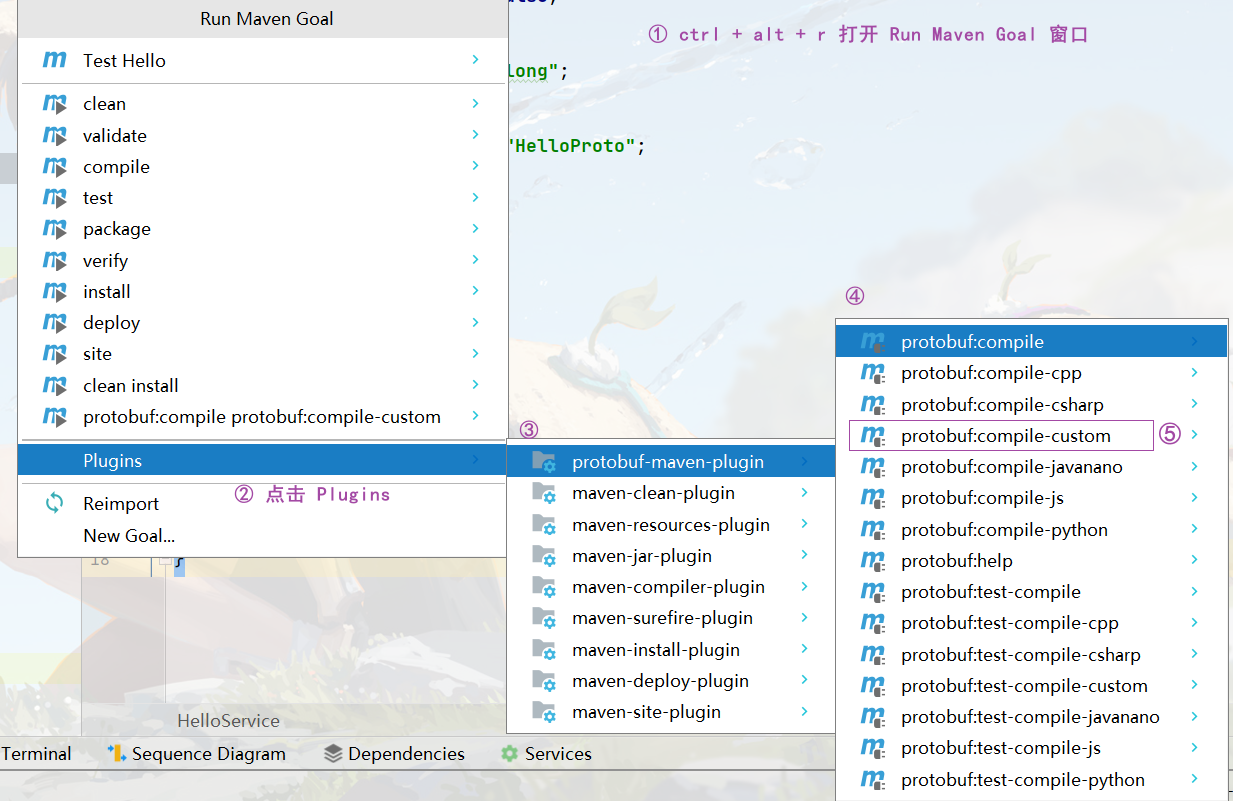 Run Maven Goal
① ctrl + alt + r 打开 Run Maven Goal 窗口
Test Hello
long";
clean
validate
"HelloProto";
compile
test
package
verify
install
deploy
site
clean install
protobuf:compile protobuf:compile-custom
Plugins
② 点击 Plugins
Reimport
New Goal...
18
}
③
protobuf-maven-plugin
maven-clean-plugin
maven-resources-plugin
maven-jar-plugin
maven-compiler-plugin
maven-surefire-plugin
maven-install-plugin
maven-deploy-plugin
maven-site-plugin
④
protobuf:compile
protobuf:compile-cpp
protobuf:compile-csharp
protobuf:compile-custom ⑤
protobuf:compile-javanano
protobuf:compile-js
protobuf:compile-python
protobuf:help
protobuf:test-compile
protobuf:test-compile-cpp
protobuf:test-compile-csharp
protobuf:test-compile-custom
protobuf:test-compile-javanano
protobuf:test-compile-js
protobuf:test-compile-python
HelloService
Terminal Sequence Diagram Dependencies Services